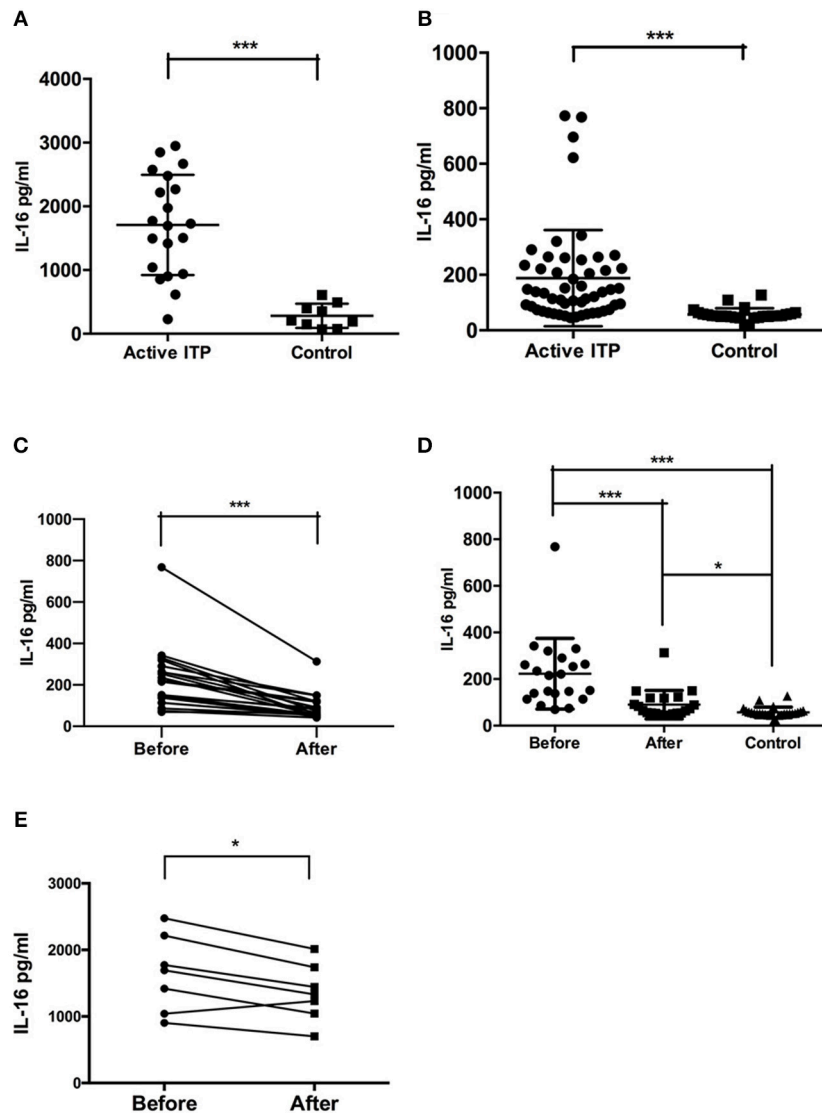 A
***
IL-16 pg/ml
4000
3000
2000
1000
0
Active ITP
Control
B
***
IL-16 pg/ml
1000
800
600
400
200
0
Active ITP
Control
C
***
IL-16 pg/ml
1000
800
600
400
200
0
Before
After
D
***
***
*
IL-16 pg/ml
1000
800
600
400
200
0
Before
After
Control
E
*
IL-16 pg/ml
3000
2000
1000
0
Before
After